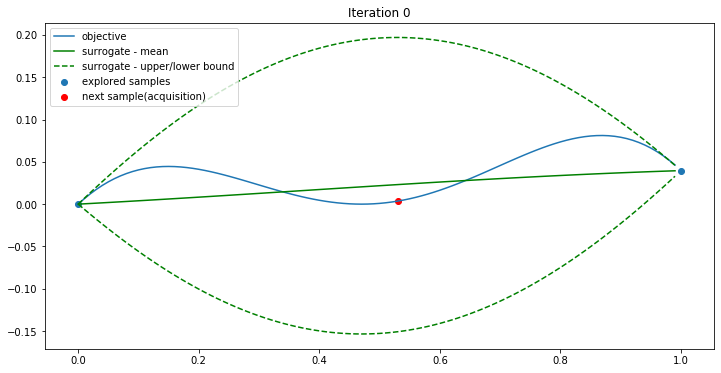 Iteration 0
objective
surrogate - mean
surrogate - upper/lower bound
explored samples
next sample(acquisition)
0.20
0.15
0.10
0.05
0.00
−0.05
−0.10
−0.15
0.0 0.2 0.4 0.6 0.8 1.0